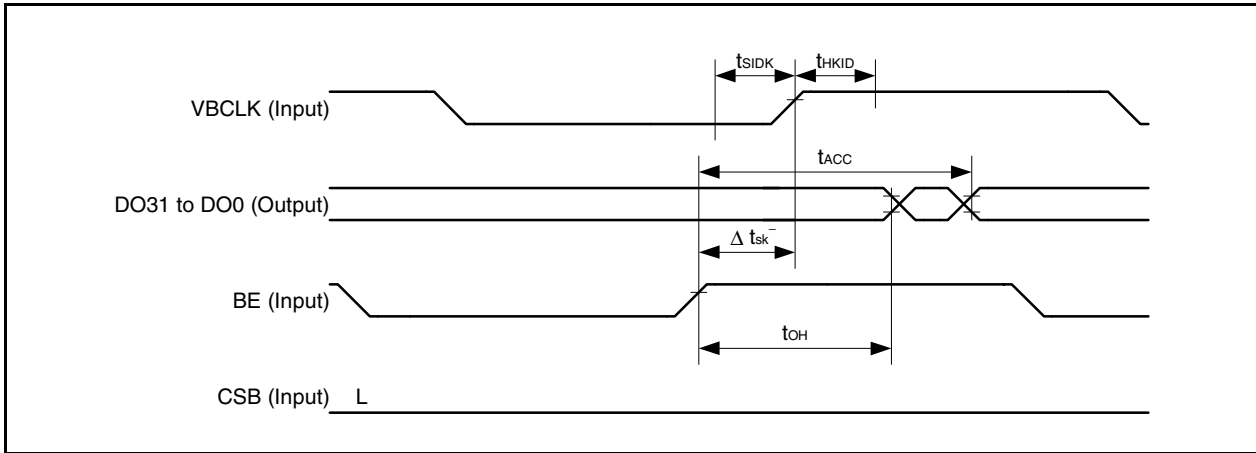 tSIDK tHKID
VBCLK (Input)
tACC
DO31 to DO0 (Output)
Δ tsk⁻
BE (Input)
tOH
CSB (Input) L